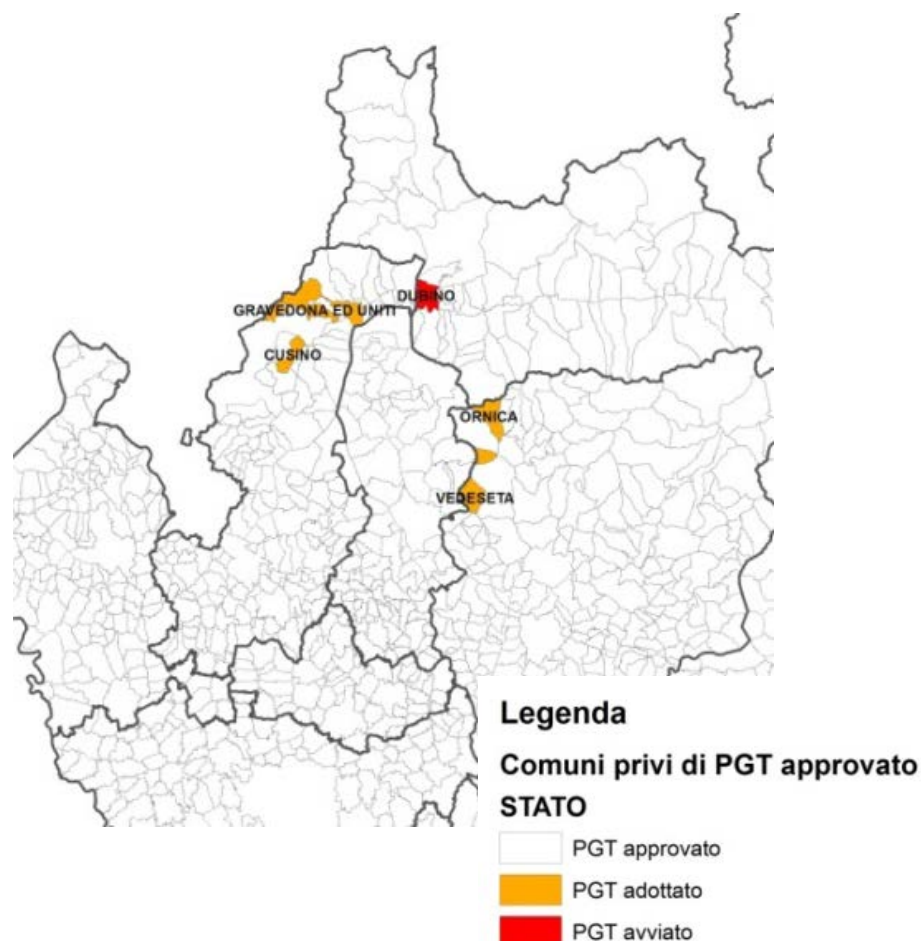 DUBINO
GRAVEDONA ED UNITI
CUSINO
ORNICA
VEDESETA
Legenda
Comuni privi di PGT approvato
STATO
PGT approvato
PGT adottato
PGT avviato